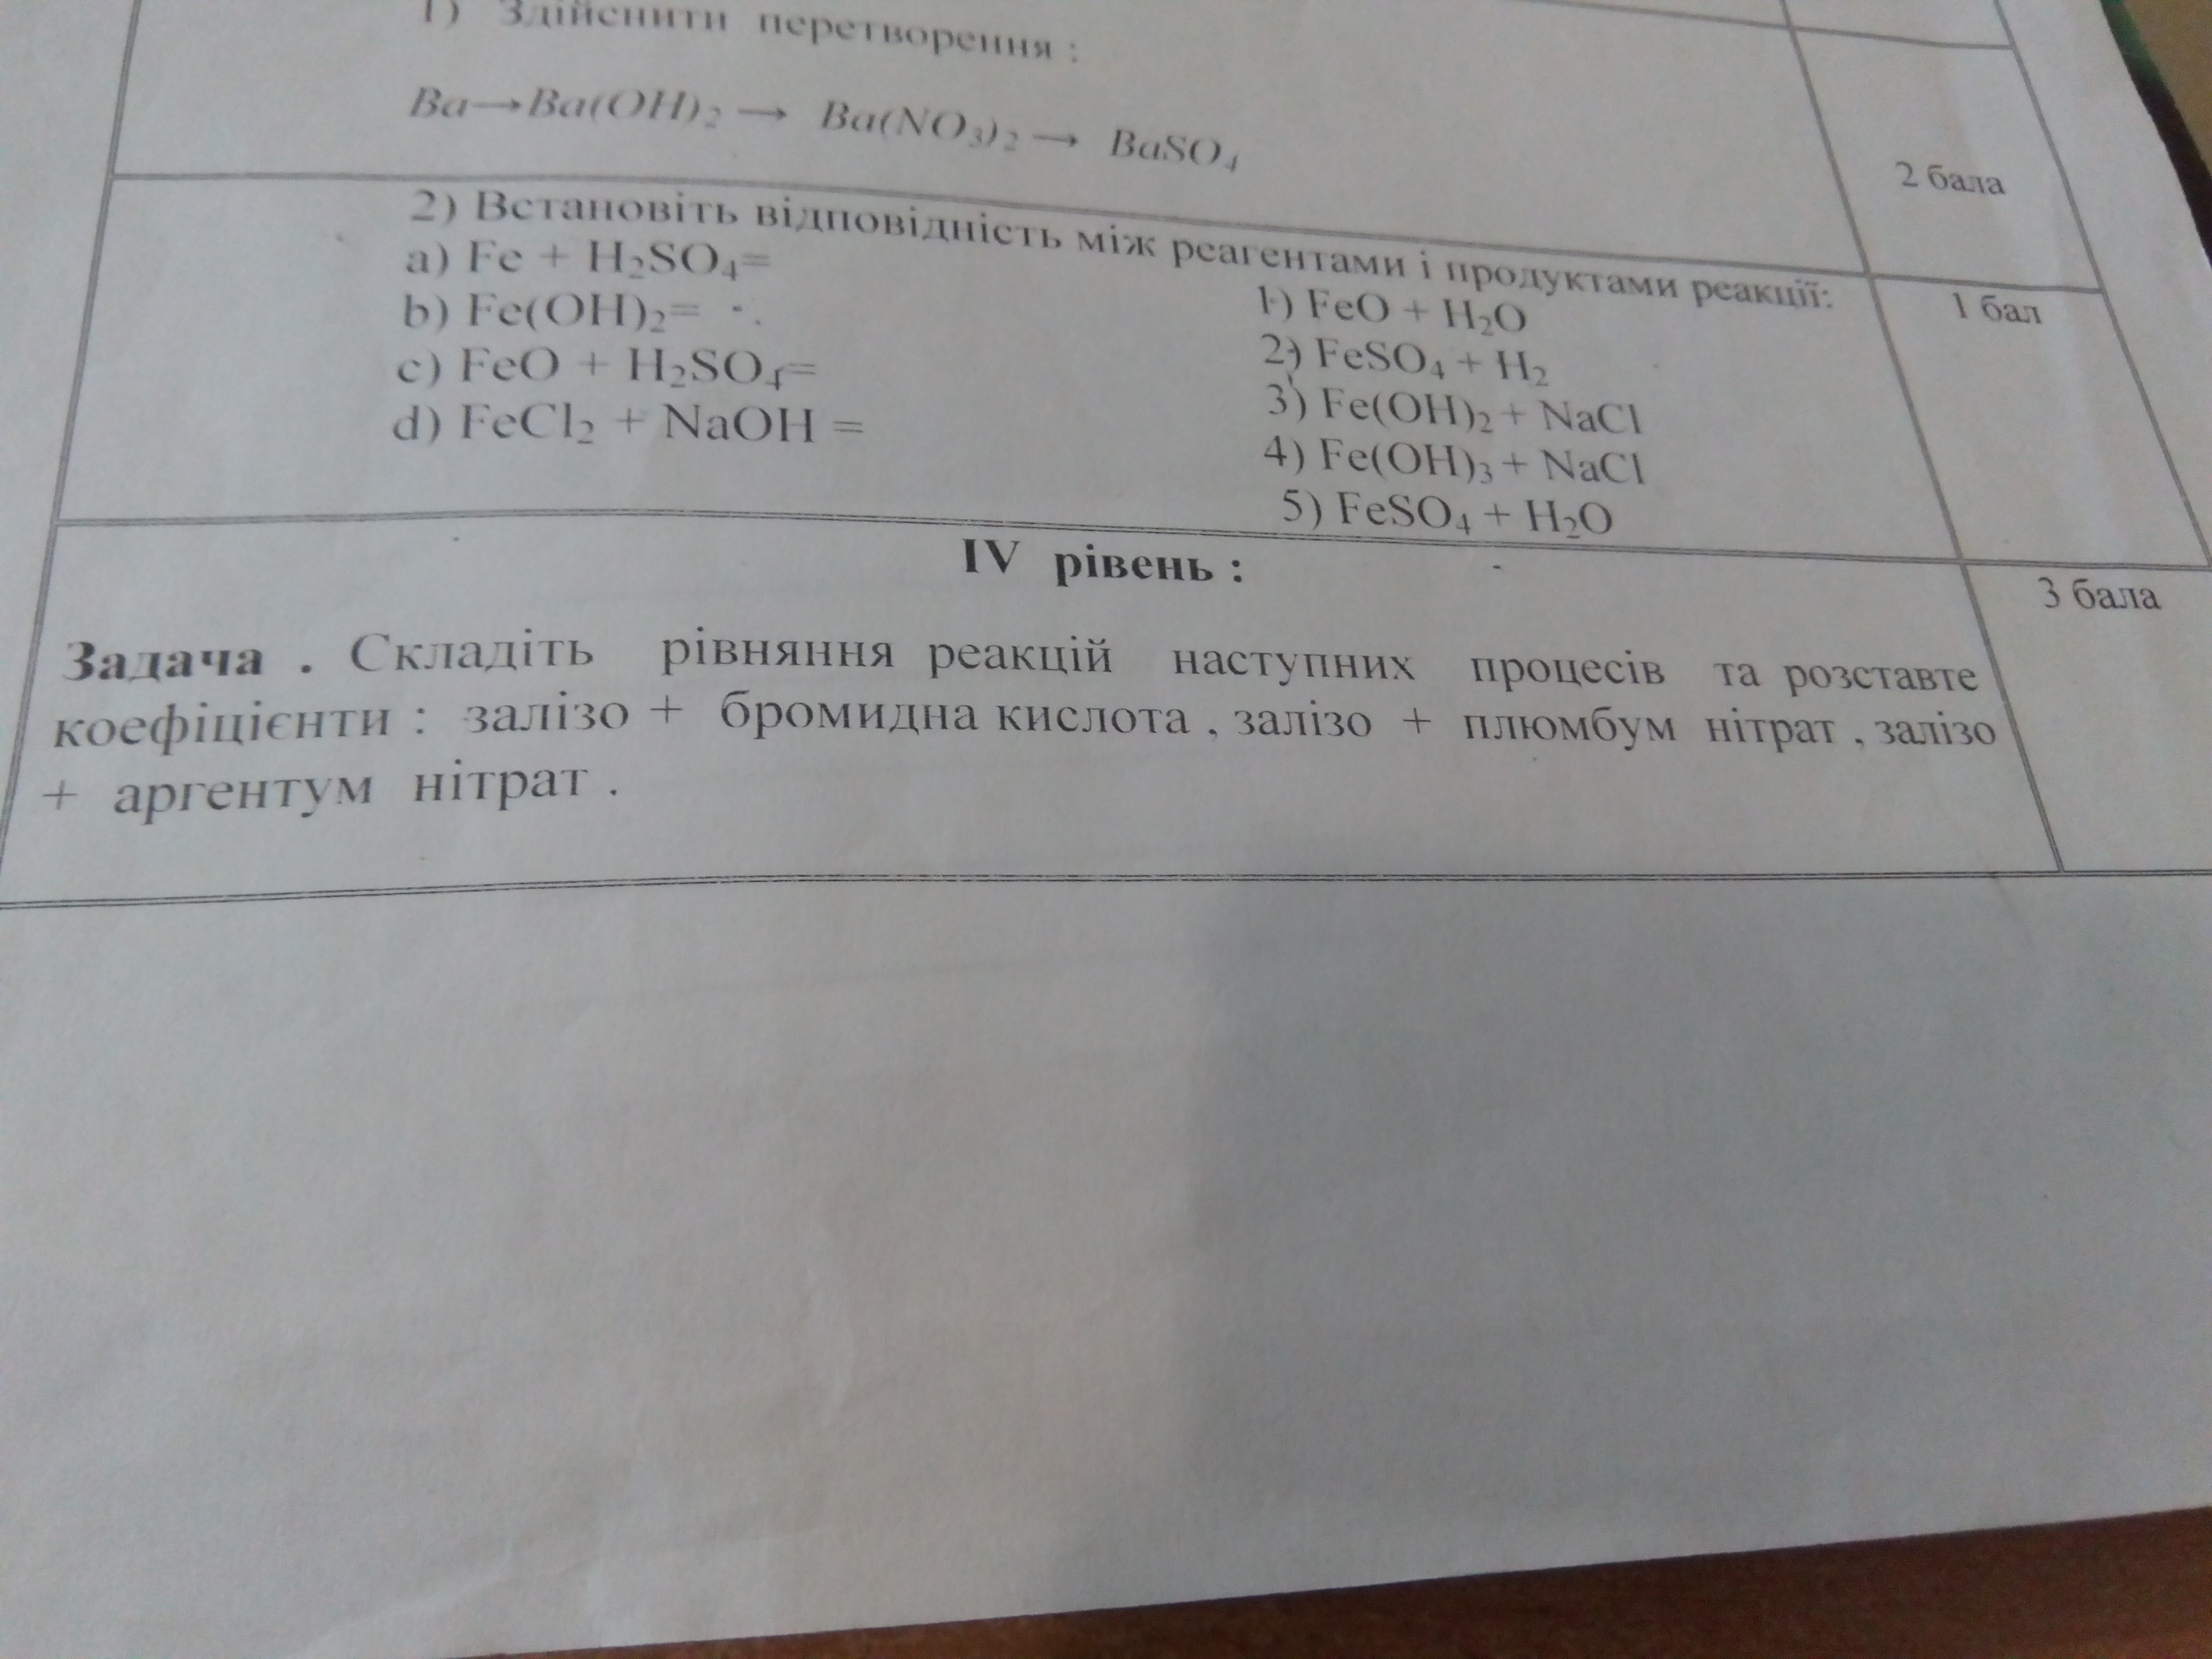 1) Здійснити перетворення :
Ba→Ba(OH)₂→ Ba(NO₃)₂→ BaSO₄
2 бала
2) Встановіть відповідність між реагентами і продуктами реакції:
1 бал
a) Fe + H₂SO₄=
b) Fe(OH)₂=
c) FeO + H₂SO₄=
d) FeCl₂ + NaOH =
1) FeO + H₂O
2) FeSO₄ + H₂
3) Fe(OH)₂ + NaCl
4) Fe(OH)₃ + NaCl
5) FeSO₄ + H₂O
IV рівень :
3 бала
Задача . Складіть рівняння реакцій наступних процесів та розставте
коефіцієнти : залізо + бромидна кислота , залізо + плюмбум нітрат , залізо
+ аргентум нітрат .